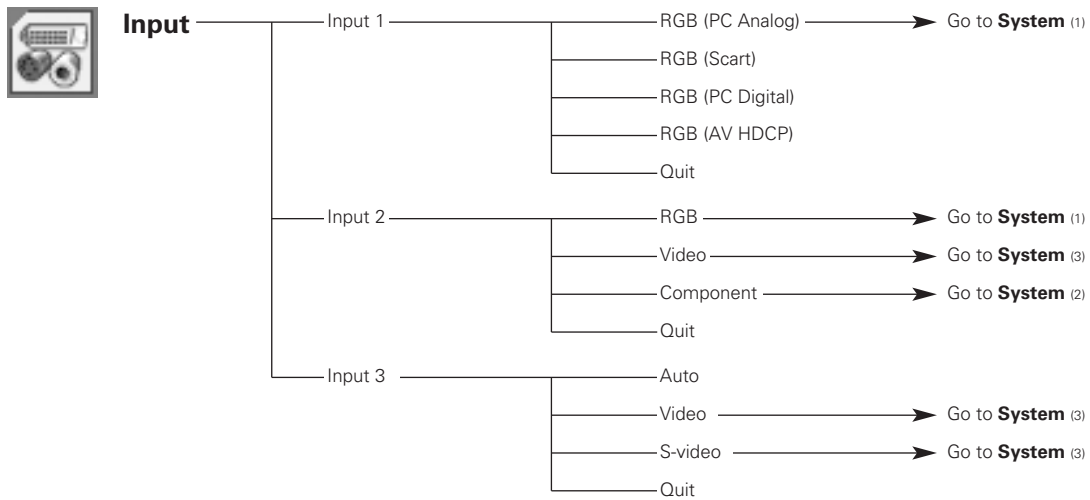 Input
Input 1
RGB (PC Analog)
Go to System (1)
RGB (Scart)
RGB (PC Digital)
RGB (AV HDCP)
Quit
Input 2
RGB
Go to System (1)
Video
Go to System (3)
Component
Go to System (2)
Quit
Input 3
Auto
Video
Go to System (3)
S-video
Go to System (3)
Quit